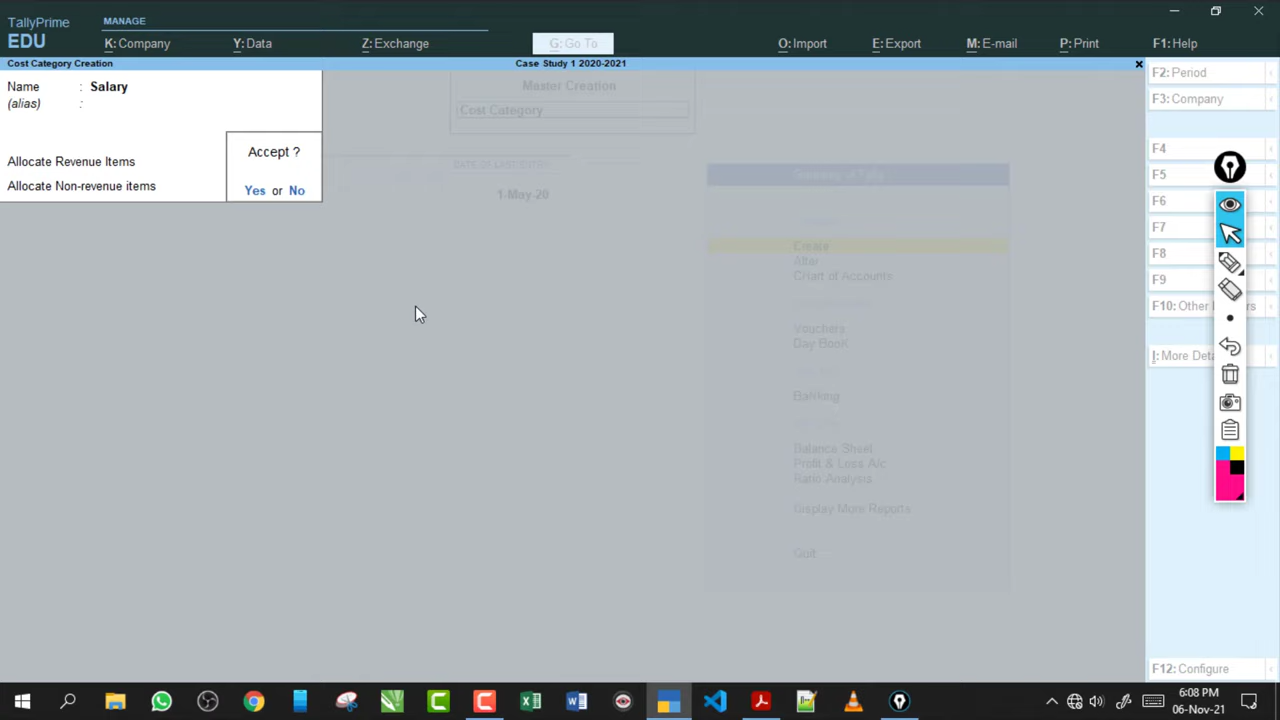 TallyPrime
EDU
MANAGE
K: Company
Y: Data
Z: Exchange
G: Go To
O: Import
E: Export
M: E-mail
P: Print
F1: Help
Cost Category Creation
Case Study 1 2020-2021
Name : Salary
(alias) :
Allocate Revenue Items
Allocate Non-revenue items
Accept ?
Yes or No
Master Creation
Cost Category
DATE OF LAST ENTRY
1-May-20
Create
Alter
Chart of Accounts
Vouchers
Day Book
Banking
Balance Sheet
Profit & Loss A/c
Ratio Analysis
Display More Reports
Quit
F2: Period
F3: Company
F4
F5
F6
F7
F8
F9
F10: Other
I: More
F12: Configure
6:08 PM
06-Nov-21